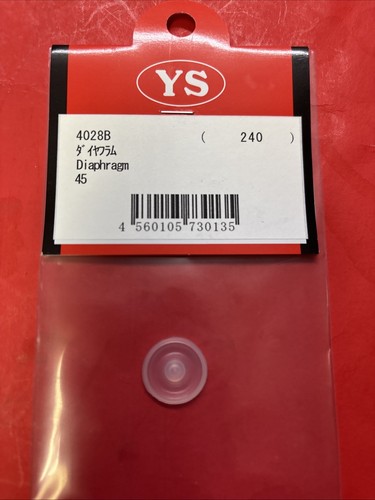 YS
4028B ( 240 )
ﾀﾞｲﾔﾌﾗﾑ
Diaphragm
45
4 560105 730135